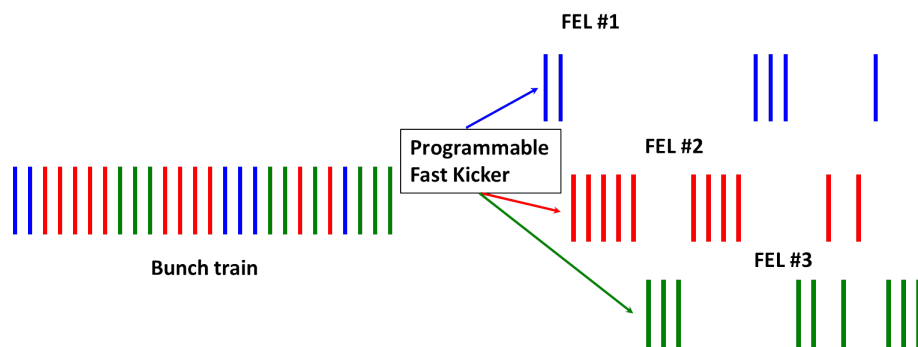 FEL #1
Programmable
Fast Kicker
FEL #2
Bunch train
FEL #3